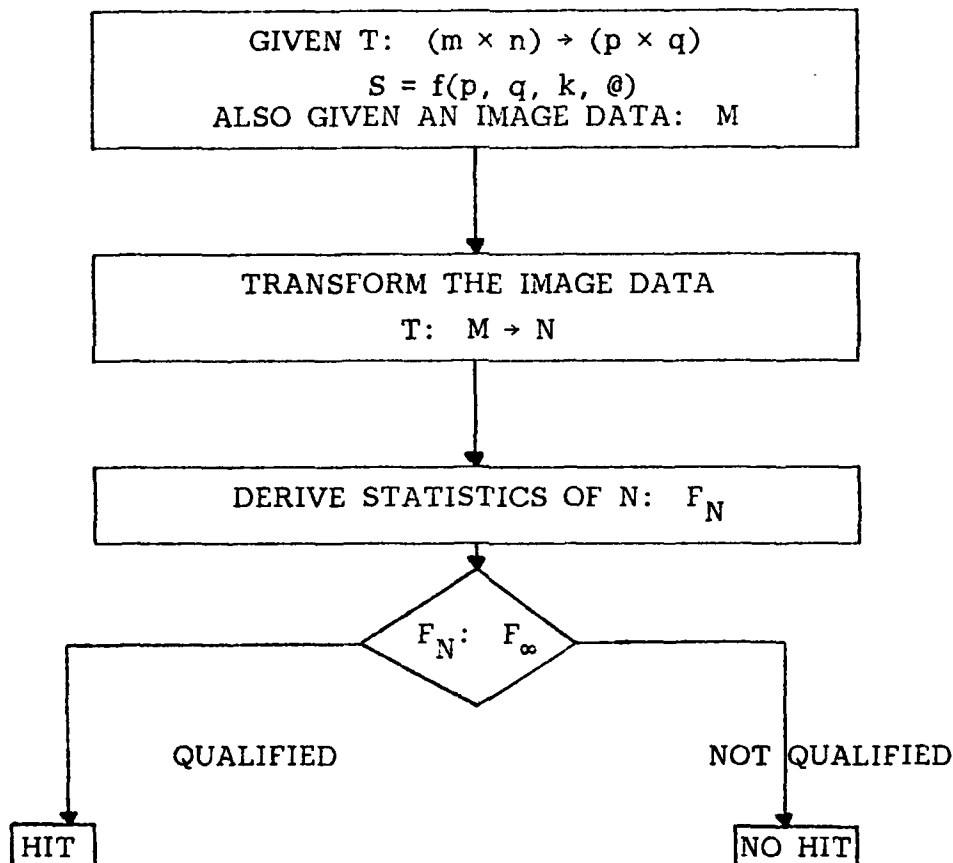 GIVEN T: (m × n) → (p × q)
S = f(p, q, k, @)
ALSO GIVEN AN IMAGE DATA: M
TRANSFORM THE IMAGE DATA
T: M → N
DERIVE STATISTICS OF N: F_N
F_N: F_∞
QUALIFIED
NOT QUALIFIED
HIT
NO HIT